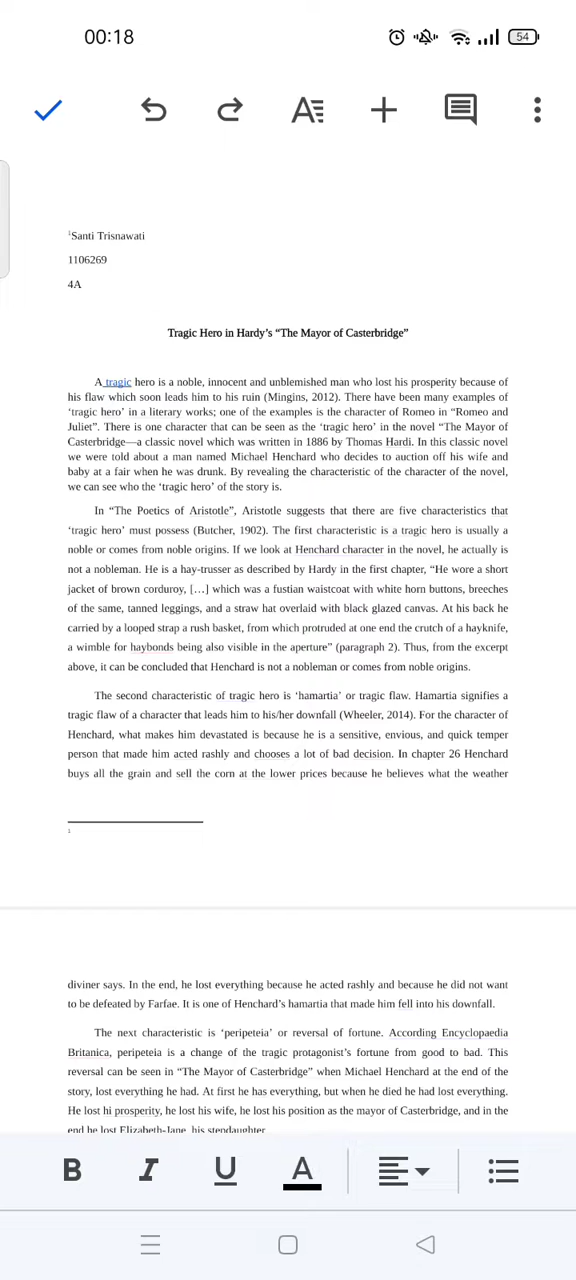 00:18
54
1Santi Trisnawati
1106269
4A
Tragic Hero in Hardy's “The Mayor of Casterbridge”
A tragic hero is a noble, innocent and unblemished man who lost his prosperity because of
his flaw which soon leads him to his ruin (Mingins, 2012). There have been many examples of
‘tragic hero’ in a literary works; one of the examples is the character of Romeo in “Romeo and
Juliet”. There is one character that can be seen as the ‘tragic hero’ in the novel “The Mayor of
Casterbridge—a classic novel which was written in 1886 by Thomas Hardi. In this classic novel
we were told about a man named Michael Henchard who decides to auction off his wife and
baby at a fair when he was drunk. By revealing the characteristic of the character of the novel,
we can see who the ‘tragic hero’ of the story is.
In “The Poetics of Aristotle”, Aristotle suggests that there are five characteristics that
‘tragic hero’ must possess (Butcher, 1902). The first characteristic is a tragic hero is usually a
noble or comes from noble origins. If we look at Henchard character in the novel, he actually is
not a nobleman. He is a hay-trusser as described by Hardy in the first chapter, “He wore a short
jacket of brown corduroy, […] which was a fustian waistcoat with white horn buttons, breeches
of the same, tanned leggings, and a straw hat overlaid with black glazed canvas. At his back he
carried by a looped strap a rush basket, from which protruded at one end the crutch of a hayknife,
a wimble for haybonds being also visible in the aperture” (paragraph 2). Thus, from the excerpt
above, it can be concluded that Henchard is not a nobleman or comes from noble origins.
The second characteristic of tragic hero is ‘hamartia’ or tragic flaw. Hamartia signifies a
tragic flaw of a character that leads him to his/her downfall (Wheeler, 2014). For the character of
Henchard, what makes him devastated is because he is a sensitive, envious, and quick temper
person that made him acted rashly and chooses a lot of bad decision. In chapter 26 Henchard
buys all the grain and sell the corn at the lower prices because he believes what the weather
1
diviner says. In the end, he lost everything because he acted rashly and because he did not want
to be defeated by Farfae. It is one of Henchard's hamartia that made him fell into his downfall.
The next characteristic is ‘peripeteia’ or reversal of fortune. According Encyclopaedia
Britanica, peripeteia is a change of the tragic protagonist's fortune from good to bad. This
reversal can be seen in “The Mayor of Casterbridge” when Michael Henchard at the end of the
story, lost everything he had. At first he has everything, but when he died he had lost everything.
He lost hi prosperity, he lost his wife, he lost his position as the mayor of Casterbridge, and in the
end he lost Elizabeth-Jane, his stepdaughter
B I U A